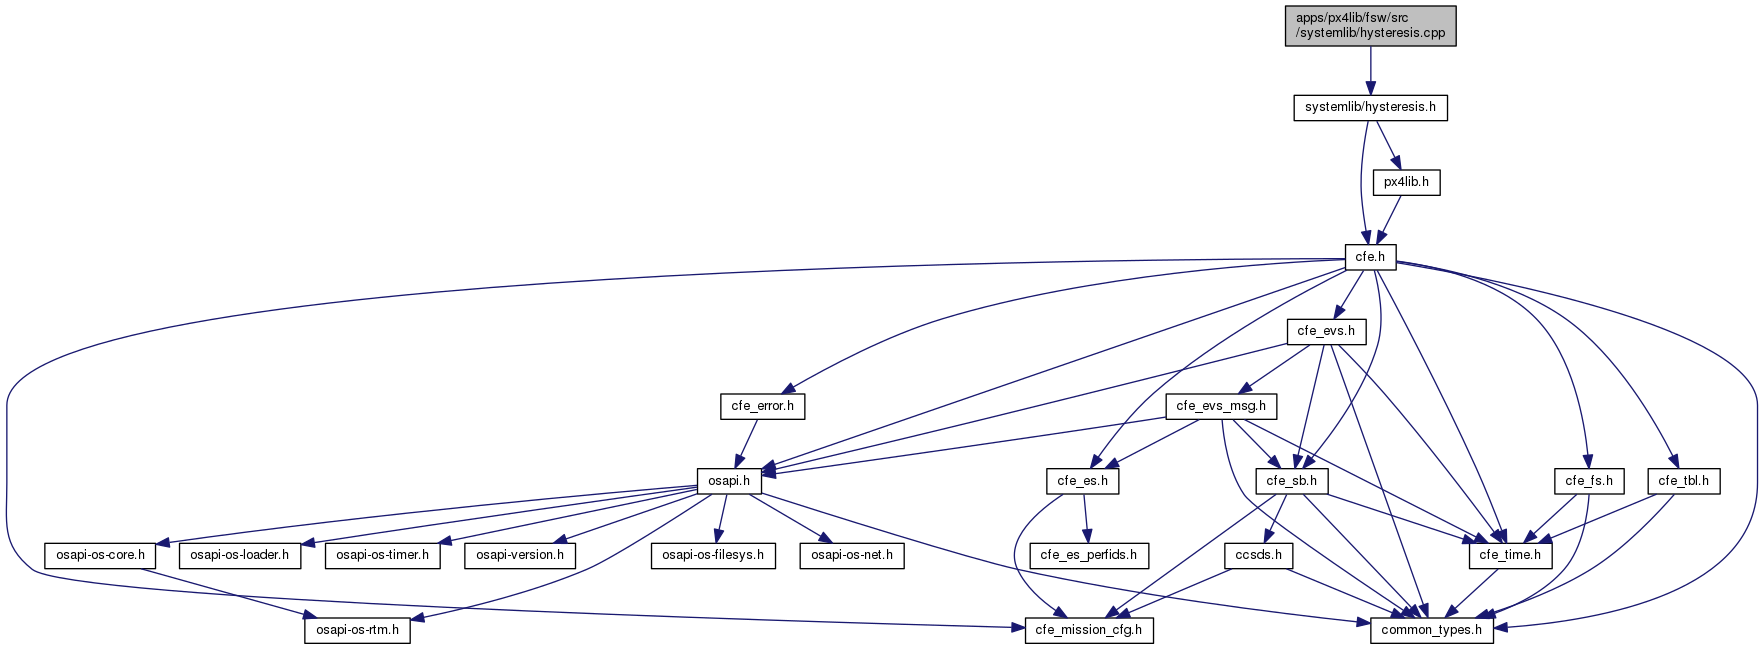 apps/px4lib/fsw/src
/systemlib/hysteresis.cpp
systemlib/hysteresis.h
px4lib.h
cfe.h
cfe_evs.h
cfe_error.h
cfe_evs_msg.h
osapi.h
cfe_es.h
cfe_sb.h
cfe_fs.h
cfe_tbl.h
osapi-os-core.h
osapi-os-loader.h
osapi-os-timer.h
osapi-version.h
osapi-os-filesys.h
osapi-os-net.h
cfe_es_perfids.h
ccsds.h
cfe_time.h
osapi-os-rtm.h
cfe_mission_cfg.h
common_types.h